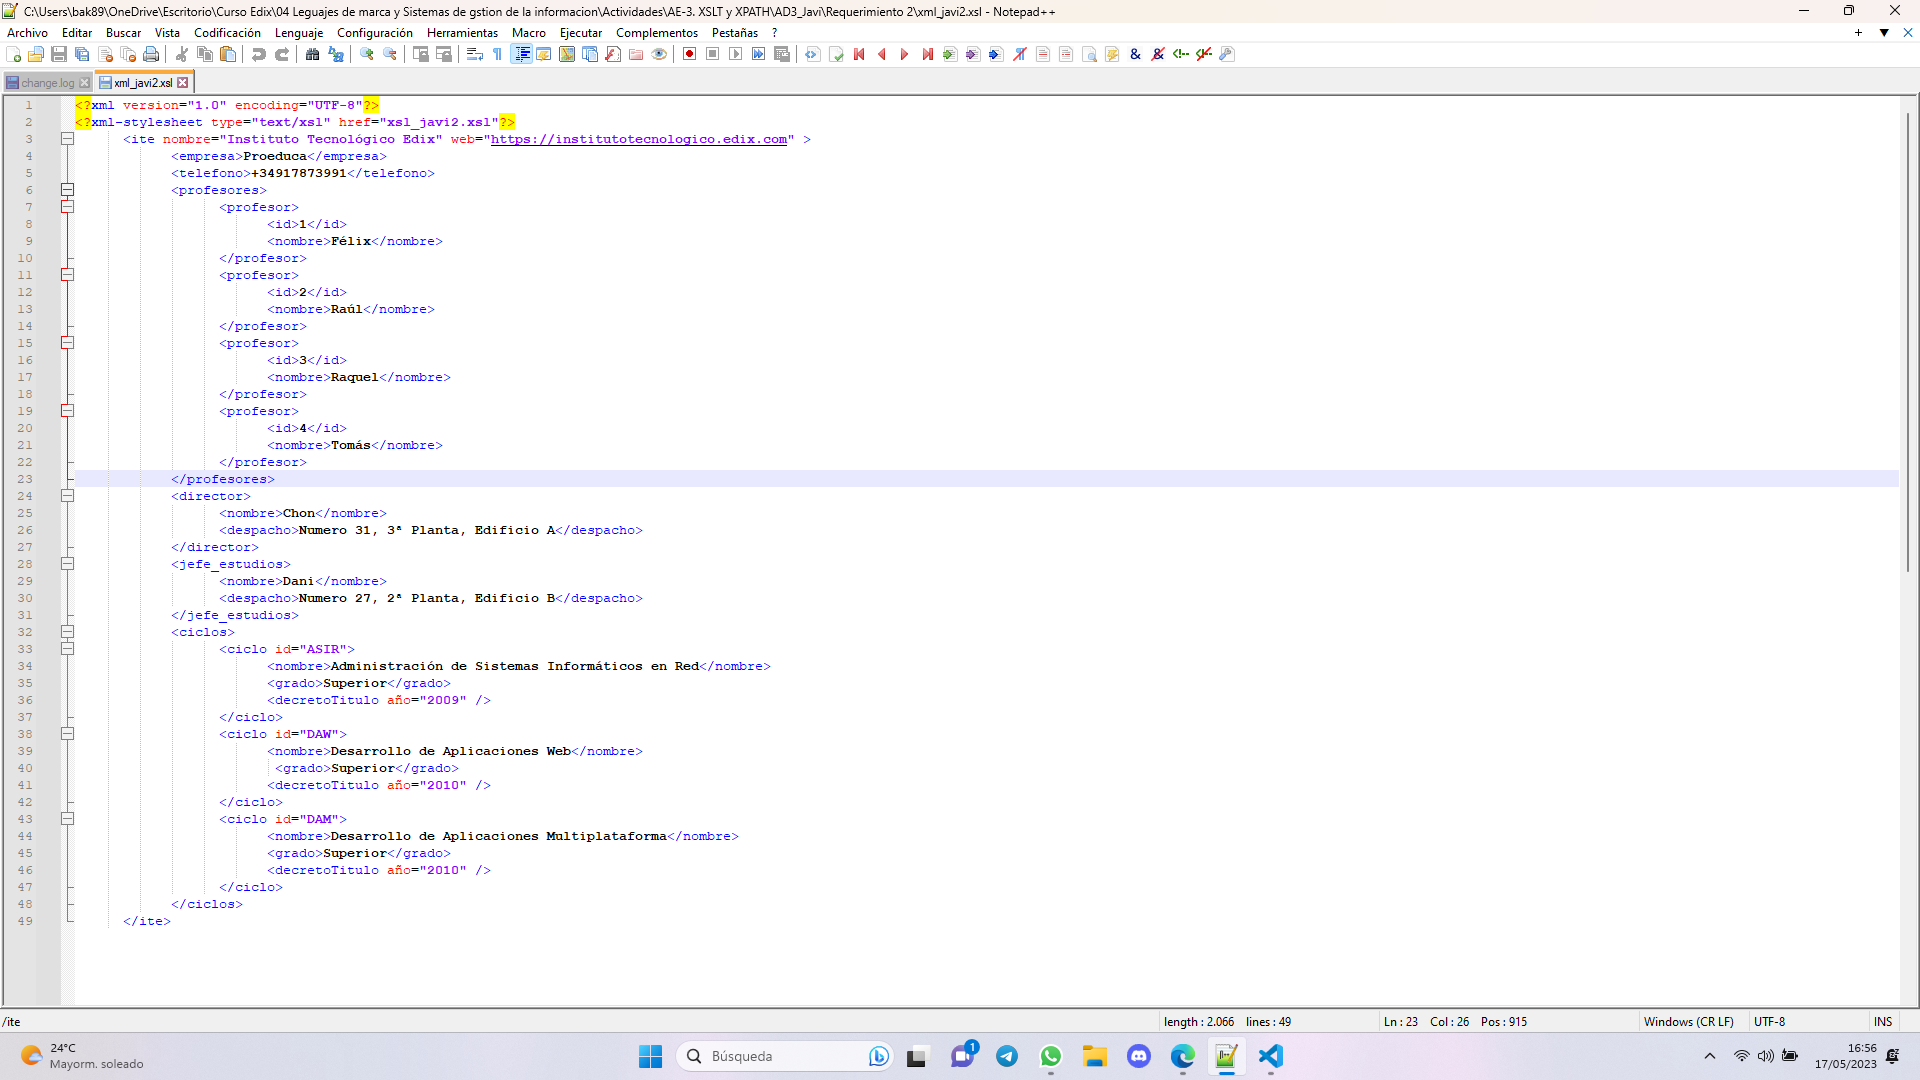 C:\Users\bak89\OneDrive\Escritorio\Curso Edix\04 Leguajes de marca y Sistemas de gstion de la informacion\Actividades\AE-3. XSLT y XPATH\AD3_Javi\Requerimiento 2\xml_javi2.xsl - Notepad++
Archivo Editar Buscar Vista Codificación Lenguaje Configuración Herramientas Macro Ejecutar Complementos Pestañas ?
change.log xml_javi2.xsl
1 <?xml version="1.0" encoding="UTF-8"?>
2 <?xml-stylesheet type="text/xsl" href="xsl_javi2.xsl"?>
3 <ite nombre="Instituto Tecnológico Edix" web="https://institutotecnologico.edix.com" >
4 <empresa>Proeduca</empresa>
5 <telefono>+34917873991</telefono>
6 <profesores>
7 <profesor>
8 <id>1</id>
9 <nombre>Félix</nombre>
10 </profesor>
11 <profesor>
12 <id>2</id>
13 <nombre>Raúl</nombre>
14 </profesor>
15 <profesor>
16 <id>3</id>
17 <nombre>Raquel</nombre>
18 </profesor>
19 <profesor>
20 <id>4</id>
21 <nombre>Tomás</nombre>
22 </profesor>
23 </profesores>
24 <director>
25 <nombre>Chon</nombre>
26 <despacho>Numero 31, 3ª Planta, Edificio A</despacho>
27 </director>
28 <jefe_estudios>
29 <nombre>Dani</nombre>
30 <despacho>Numero 27, 2ª Planta, Edificio B</despacho>
31 </jefe_estudios>
32 <ciclos>
33 <ciclo id="ASIR">
34 <nombre>Administración de Sistemas Informáticos en Red</nombre>
35 <grado>Superior</grado>
36 <decretoTitulo año="2009" />
37 </ciclo>
38 <ciclo id="DAW">
39 <nombre>Desarrollo de Aplicaciones Web</nombre>
40 <grado>Superior</grado>
41 <decretoTitulo año="2010" />
42 </ciclo>
43 <ciclo id="DAM">
44 <nombre>Desarrollo de Aplicaciones Multiplataforma</nombre>
45 <grado>Superior</grado>
46 <decretoTitulo año="2010" />
47 </ciclo>
48 </ciclos>
49 </ite>
/ite length : 2.066 lines : 49 Ln : 23 Col : 26 Pos : 915 Windows (CR LF) UTF-8 INS
24°C
Mayorm. soleado
Búsqueda
1
16:56
17/05/2023